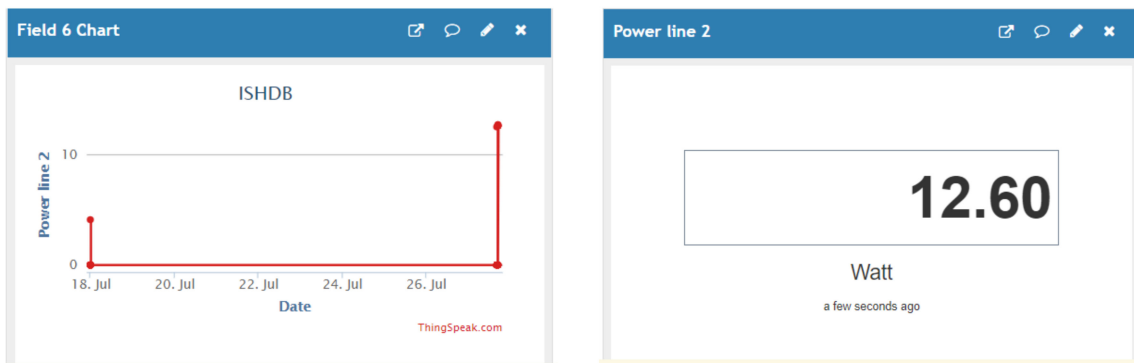 Field 6 Chart
ISHDB
Power line 2
10
0
18. Jul 20. Jul 22. Jul 24. Jul 26. Jul
Date
ThingSpeak.com
Power line 2
12.60
Watt
a few seconds ago